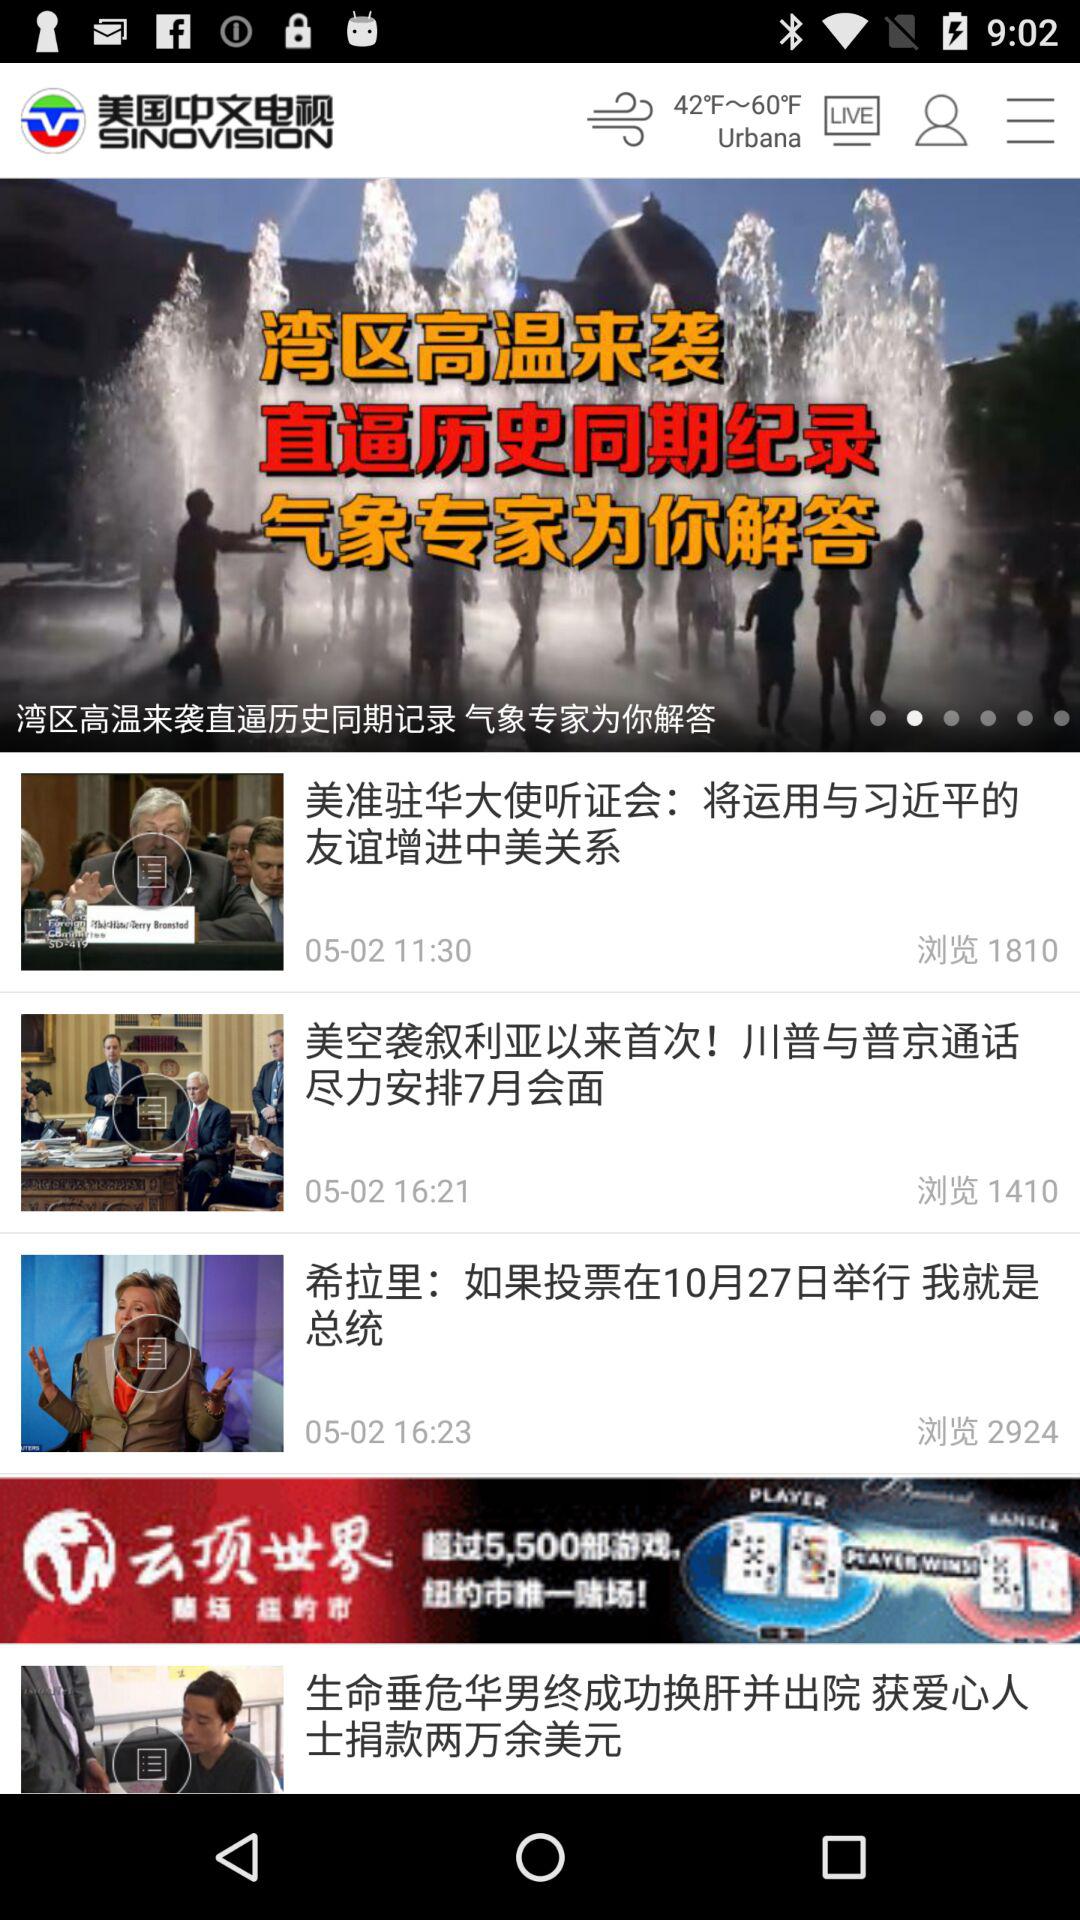 9:02
美国中文电视
SINOVISION
42℉～60℉
Urbana
LIVE
湾区高温来袭
直逼历史同期纪录
气象专家为你解答
湾区高温来袭直逼历史同期记录 气象专家为你解答
美准驻华大使听证会：将运用与习近平的
友谊增进中美关系
Terry Branstad
SD-419
05-02 11:30
浏览 1810
美空袭叙利亚以来首次！川普与普京通话
尽力安排7月会面
05-02 16:21
浏览 1410
希拉里：如果投票在10月27日举行 我就是
总统
05-02 16:23
浏览 2924
云顶世界
赌场 纽约市
超过5,500部游戏,
纽约市唯一赌场!
PLAYER
BANKER
PLAYER WINS!
生命垂危华男终成功换肝并出院 获爱心人
士捐款两万余美元